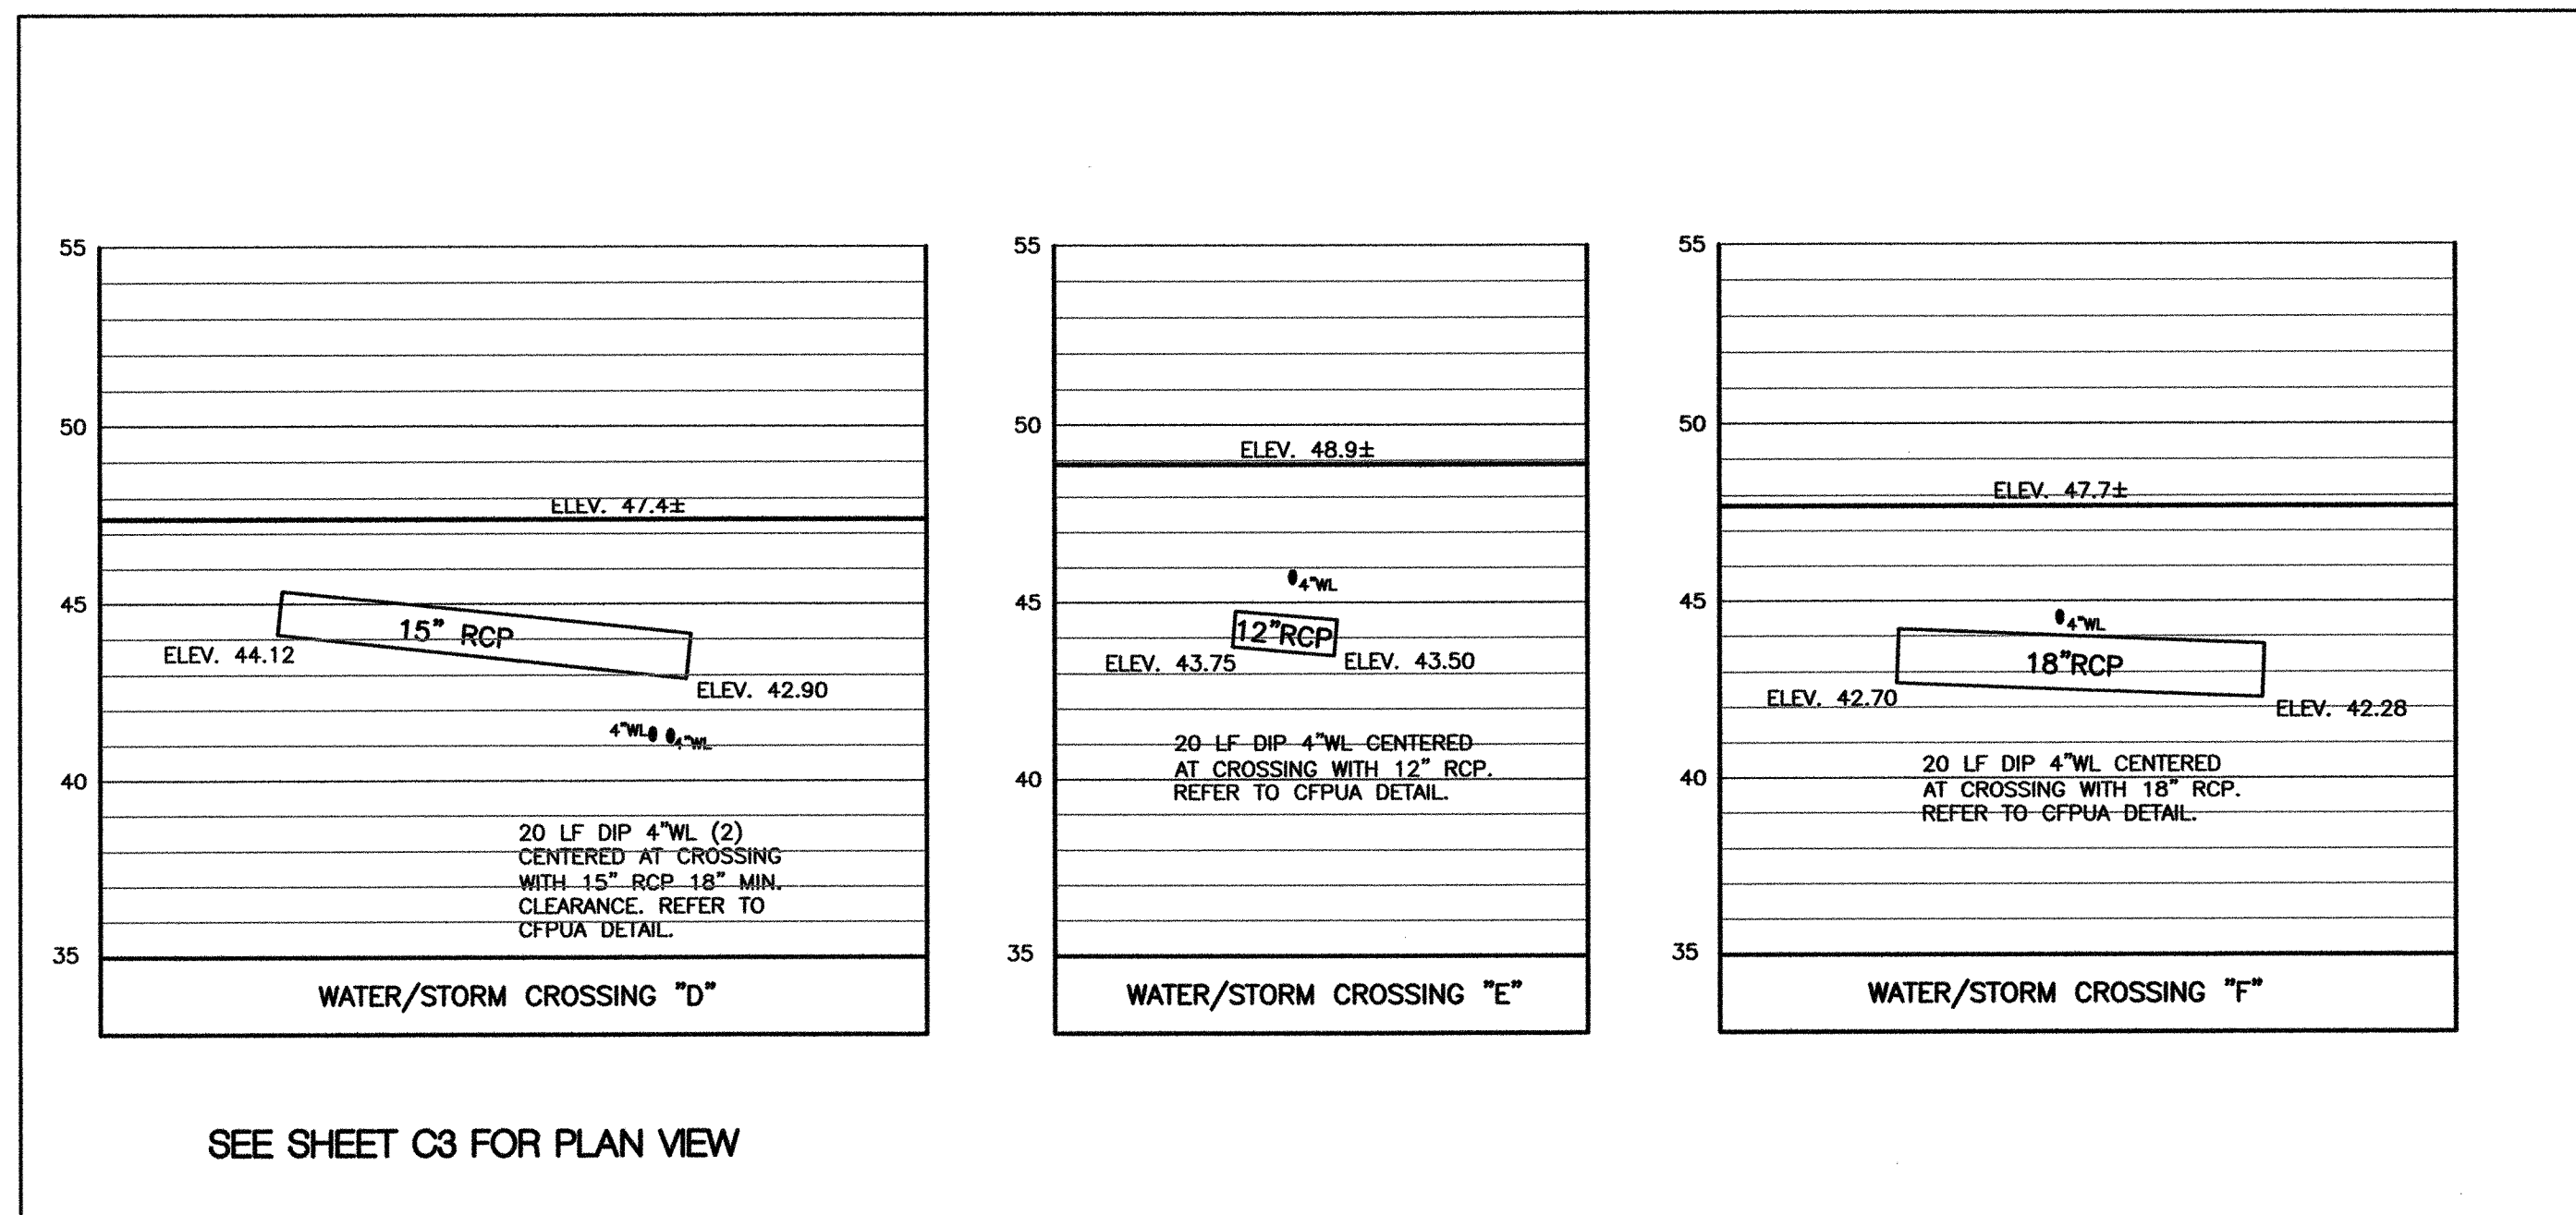 55
50
45
40
35
ELEV. 47.4±
15” RCP
ELEV. 44.12
ELEV. 42.90
4”WL
4”WL
20 LF DIP 4”WL (2)
CENTERED AT CROSSING
WITH 15” RCP 18” MIN.
CLEARANCE. REFER TO
CFPUA DETAIL.
WATER/STORM CROSSING ”D”
55
50
45
40
35
ELEV. 48.9±
4”WL
12”RCP
ELEV. 43.75
ELEV. 43.50
20 LF DIP 4”WL CENTERED
AT CROSSING WITH 12” RCP.
REFER TO CFPUA DETAIL.
WATER/STORM CROSSING ”E”
55
50
45
40
35
ELEV. 47.7±
4”WL
18”RCP
ELEV. 42.70
ELEV. 42.28
20 LF DIP 4”WL CENTERED
AT CROSSING WITH 18” RCP.
REFER TO CFPUA DETAIL.
WATER/STORM CROSSING ”F”
SEE SHEET C3 FOR PLAN VIEW